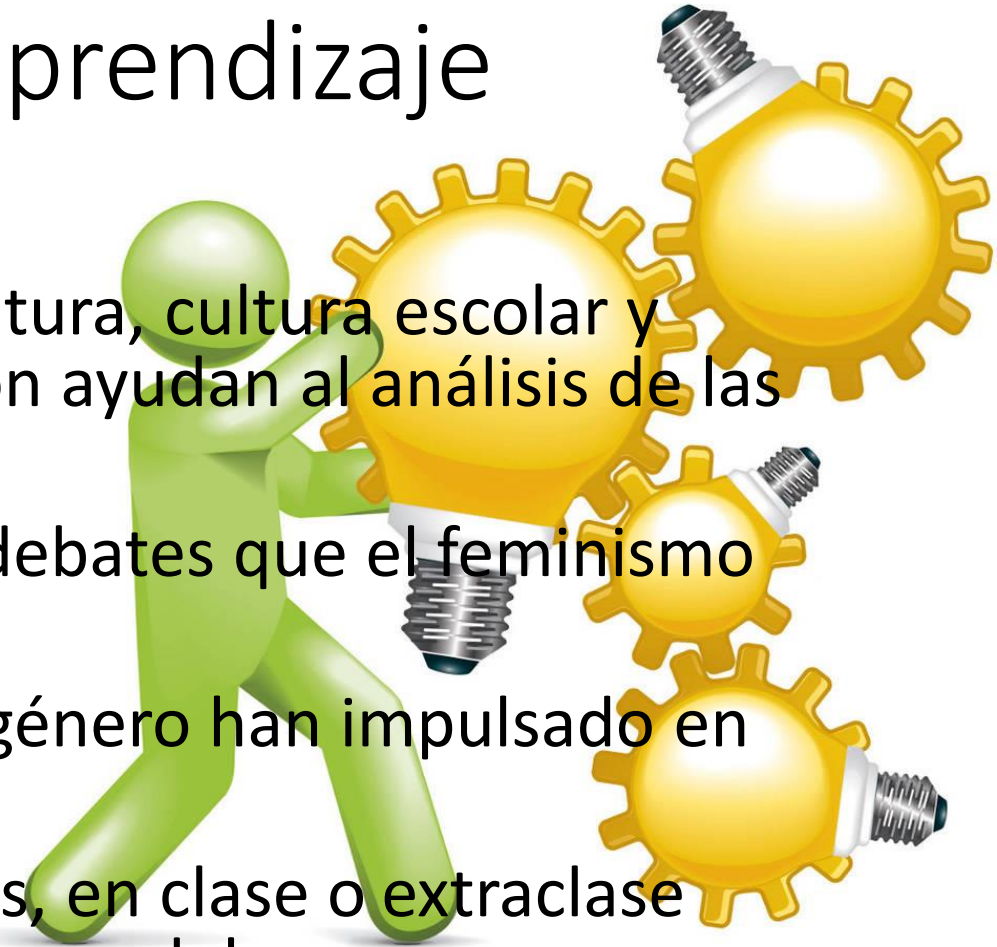 prendizaje
tura, cultura escolar y
n ayudan al análisis de las
debates que el feminismo
género han impulsado en
s, en clase o extraclase